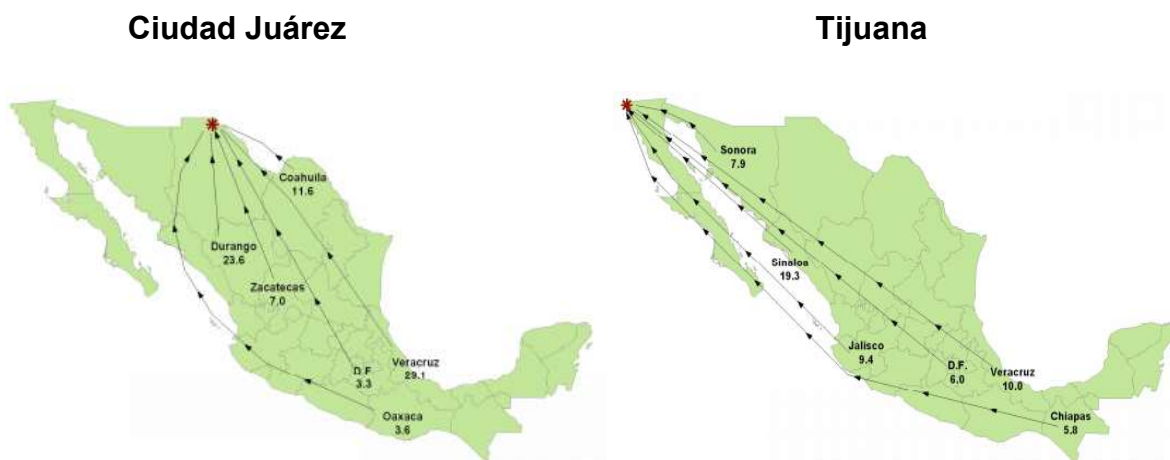 Ciudad Juárez
Coahuila
11.6
Durango
23.6
Zacatecas
7.0
D.F
3.3
Veracruz
29.1
Oaxaca
3.6
Tijuana
Sonora
7.9
Sinaloa
19.3
Jalisco
9.4
D.F.
6.0
Veracruz
10.0
Chiapas
5.8